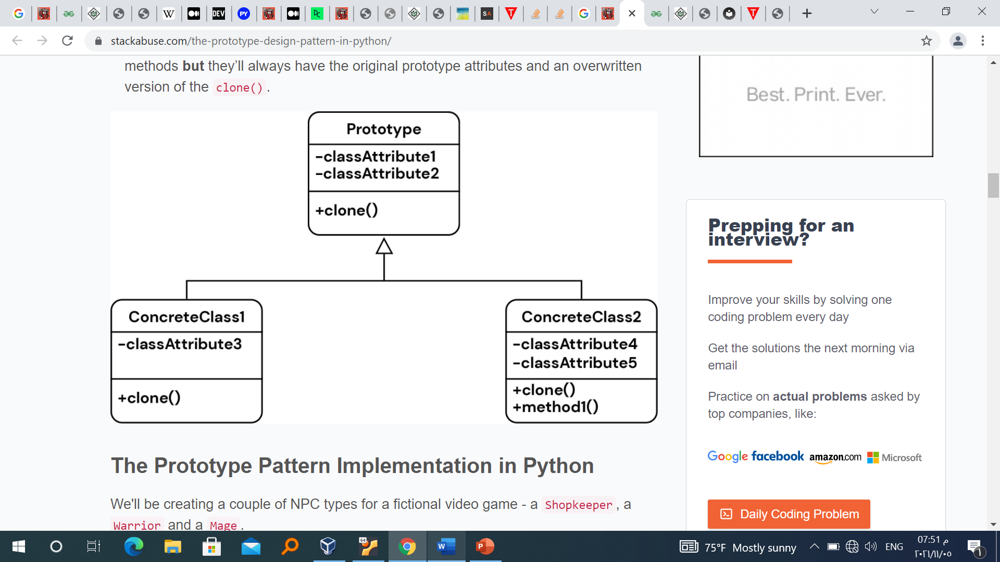 W
DEV
PY
SA
T
T
stackabuse.com/the-prototype-design-pattern-in-python/
methods but they’ll always have the original prototype attributes and an overwritten
version of the clone() .
Prototype
-classAttribute1
-classAttribute2
+clone()
ConcreteClass1
-classAttribute3
+clone()
ConcreteClass2
-classAttribute4
-classAttribute5
+clone()
+method1()
The Prototype Pattern Implementation in Python
We'll be creating a couple of NPC types for a fictional video game - a Shopkeeper , a
Warrior and a Mage .
Best. Print. Ever.
Prepping for an
interview?
Improve your skills by solving one
coding problem every day
Get the solutions the next morning via
email
Practice on actual problems asked by
top companies, like:
Google facebook amazon.com Microsoft
Daily Coding Problem
64
W
P
75°F Mostly sunny
ENG
07:51 م
٢٠٢١/١١/٠٥
١